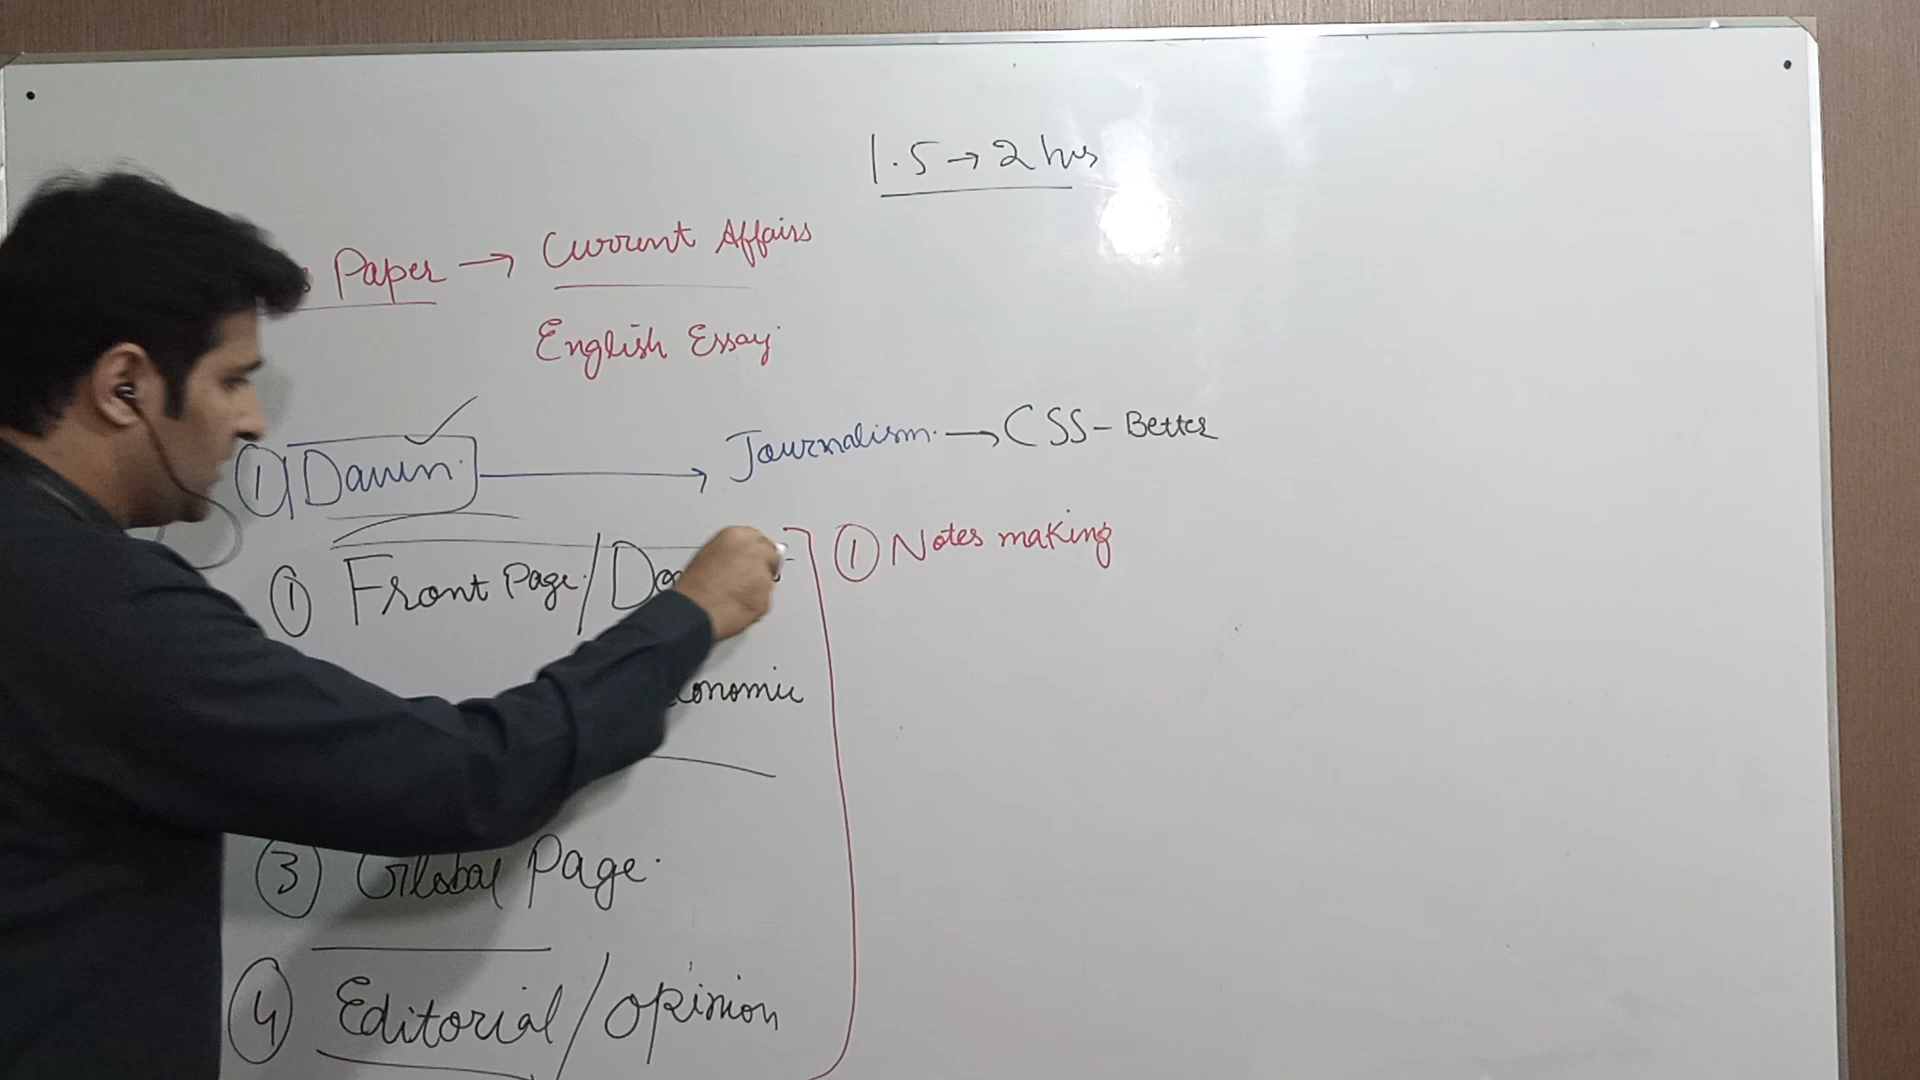 1.5 → 2 hrs
Paper → Current Affairs
English Essay
① Dawn → Journalism → CSS - Better
① Front Page /
① Notes making
③ Global Page
④ Editorial / Opinion